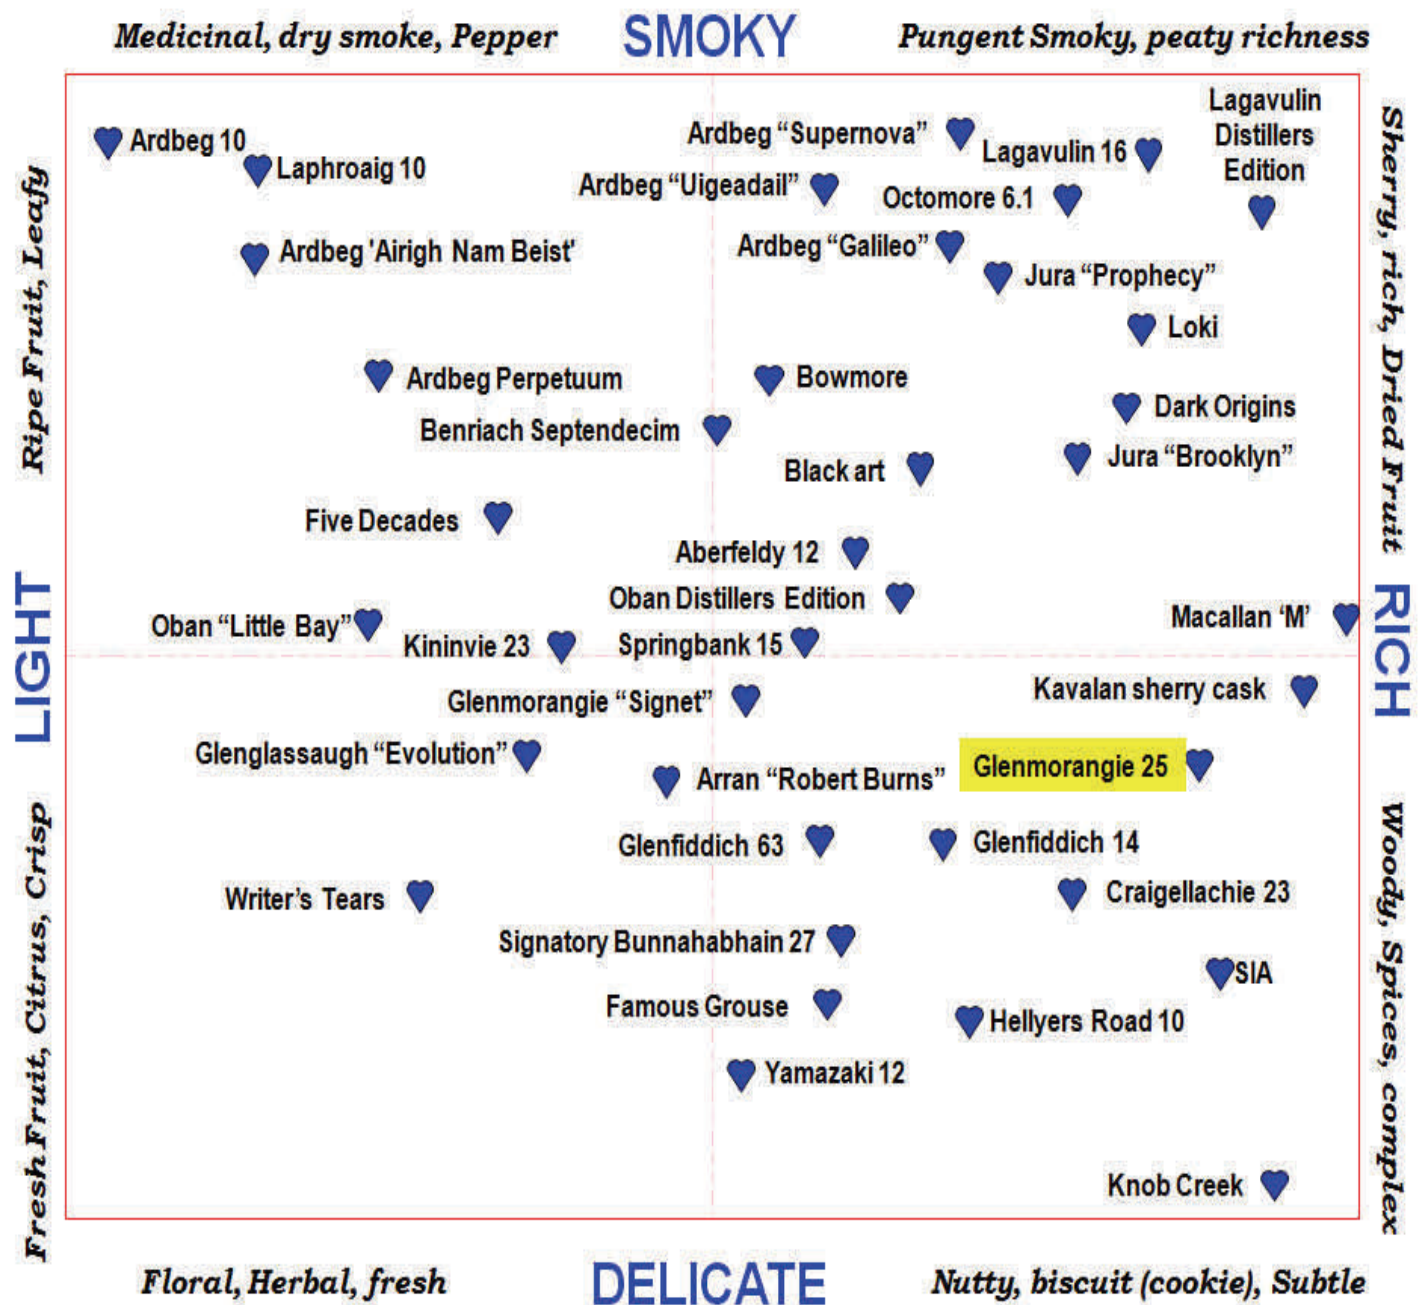 Medicinal, dry smoke, Pepper
SMOKY
Pungent Smoky, peaty richness
Ripe Fruit, Leafy
LIGHT
Fresh Fruit, Citrus, Crisp
Ardbeg 10
Laphroaig 10
Ardbeg 'Airigh Nam Beist'
Ardbeg “Supernova”
Lagavulin 16
Lagavulin
Distillers
Edition
Ardbeg “Uigeadail”
Octomore 6.1
Ardbeg “Galileo”
Jura “Prophecy”
Loki
Ardbeg Perpetuum
Bowmore
Dark Origins
Benriach Septendecim
Jura “Brooklyn”
Black art
Five Decades
Aberfeldy 12
Oban Distillers Edition
Oban “Little Bay”
Macallan ‘M’
Kininvie 23
Springbank 15
Glenmorangie “Signet”
Kavalan sherry cask
Glenglassaugh “Evolution”
Arran “Robert Burns”
Glenmorangie 25
Glenfiddich 63
Glenfiddich 14
Writer’s Tears
Craigellachie 23
Signatory Bunnahabhain 27
SIA
Famous Grouse
Hellyers Road 10
Yamazaki 12
Knob Creek
Sherry, rich, Dried Fruit
RICH
Woody, Spices, complex
Floral, Herbal, fresh
DELICATE
Nutty, biscuit (cookie), Subtle